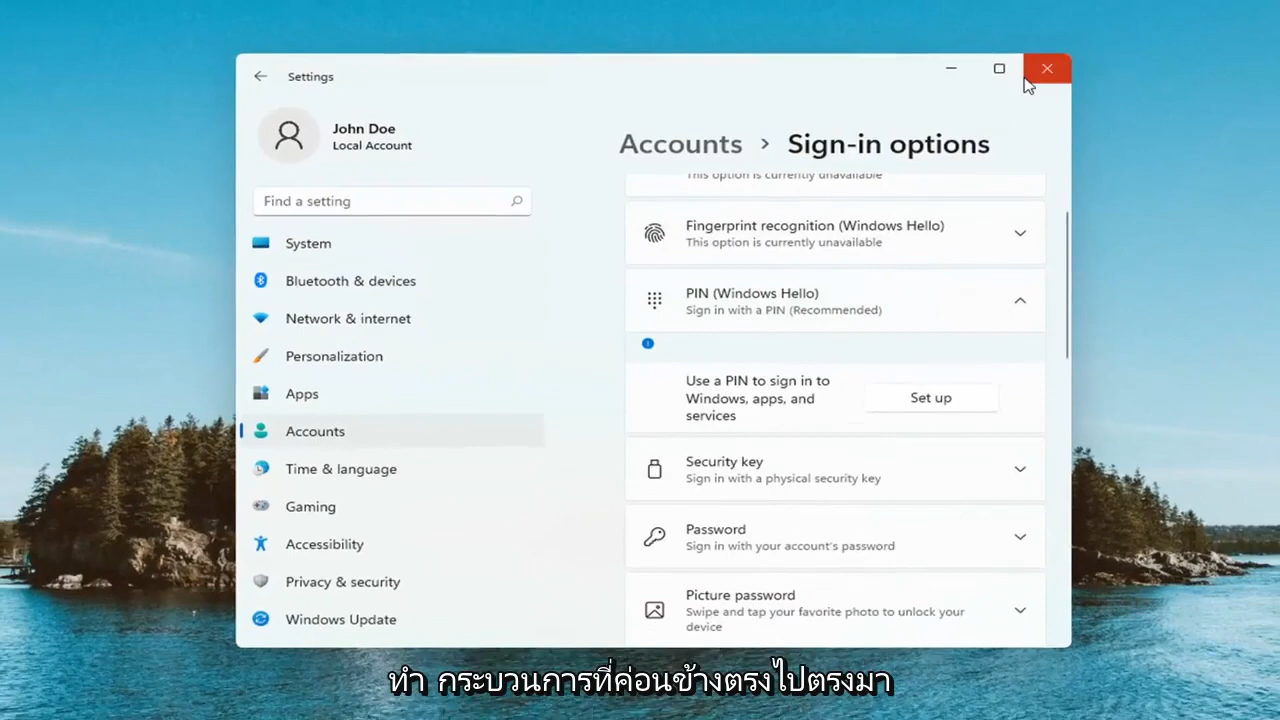 Settings
John Doe
Local Account
Find a setting
System
Bluetooth & devices
Network & internet
Personalization
Apps
Accounts
Time & language
Gaming
Accessibility
Privacy & security
Windows Update
Accounts › Sign-in options
This option is currently unavailable
Fingerprint recognition (Windows Hello)
This option is currently unavailable
PIN (Windows Hello)
Sign in with a PIN (Recommended)
Use a PIN to sign in to
Windows, apps, and
services
Set up
Security key
Sign in with a physical security key
Password
Sign in with your account's password
Picture password
Swipe and tap your favorite photo to unlock your
device
ทำ กระบวนการที่ค่อนข้างตรงไปตรงมา